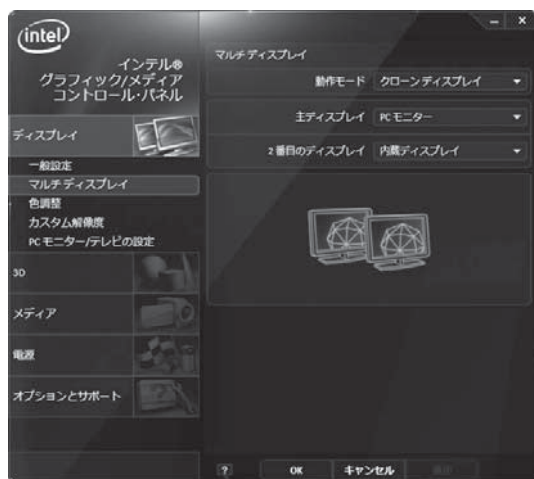 intel
インテル®
グラフィック/メディア
コントロール・パネル
ディスプレイ
一般設定
マルチ ディスプレイ
色調整
カスタム解像度
PC モニター/テレビの設定
3D
メディア
電源
オプションとサポート
マルチ ディスプレイ
動作モード クローン ディスプレイ
主ディスプレイ PC モニター
2 番目のディスプレイ 内蔵ディスプレイ
? OK キャンセル 適用